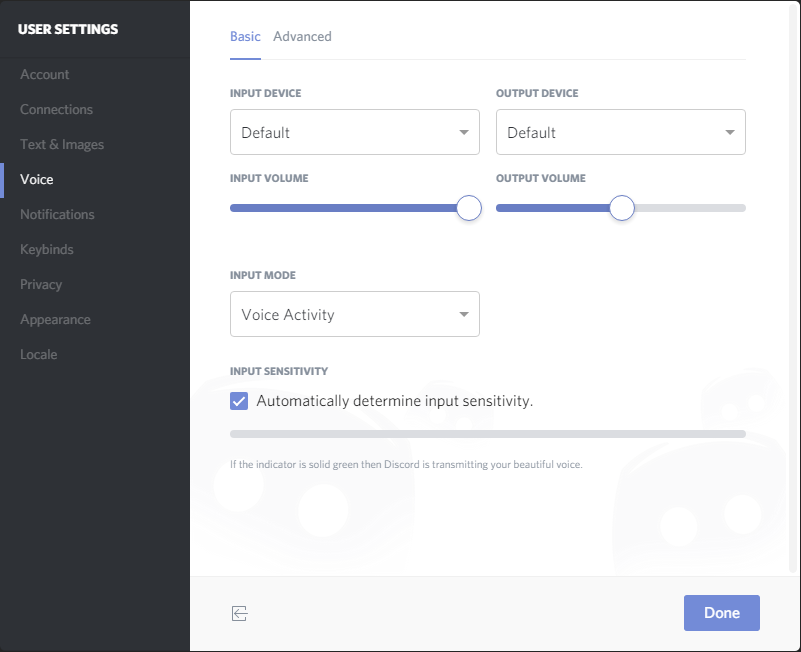 USER SETTINGS
Account
Connections
Text & Images
Voice
Notifications
Keybinds
Privacy
Appearance
Locale
Basic Advanced
INPUT DEVICE OUTPUT DEVICE
Default Default
INPUT VOLUME OUTPUT VOLUME
INPUT MODE
Voice Activity
INPUT SENSITIVITY
Automatically determine input sensitivity.
If the indicator is solid green then Discord is transmitting your beautiful voice.
Done